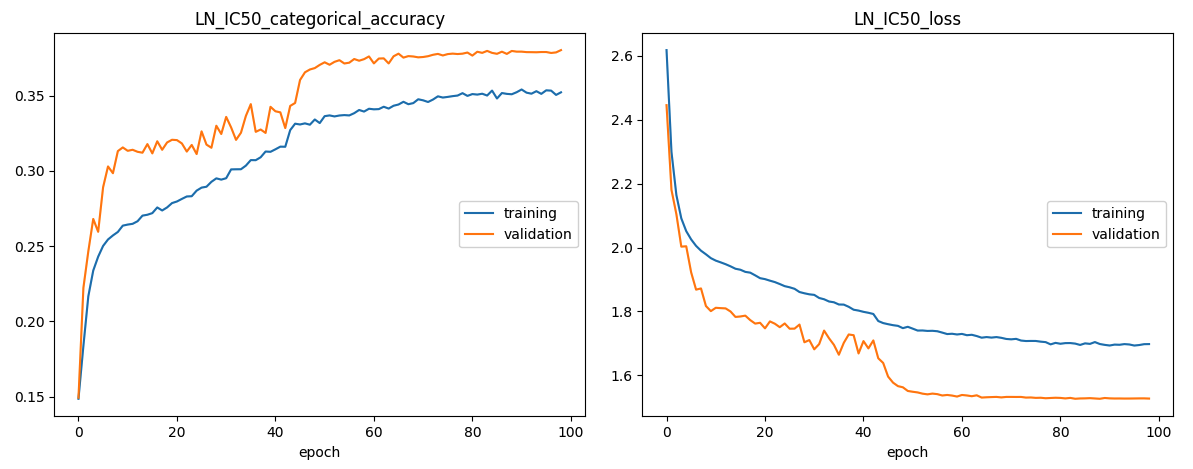 LN_IC50_categorical_accuracy
0.35
0.30
0.25
0.20
0.15
training
validation
0
20
40
60
80
100
epoch
LN_IC50_loss
2.6
2.4
2.2
2.0
1.8
1.6
training
validation
0
20
40
60
80
100
epoch